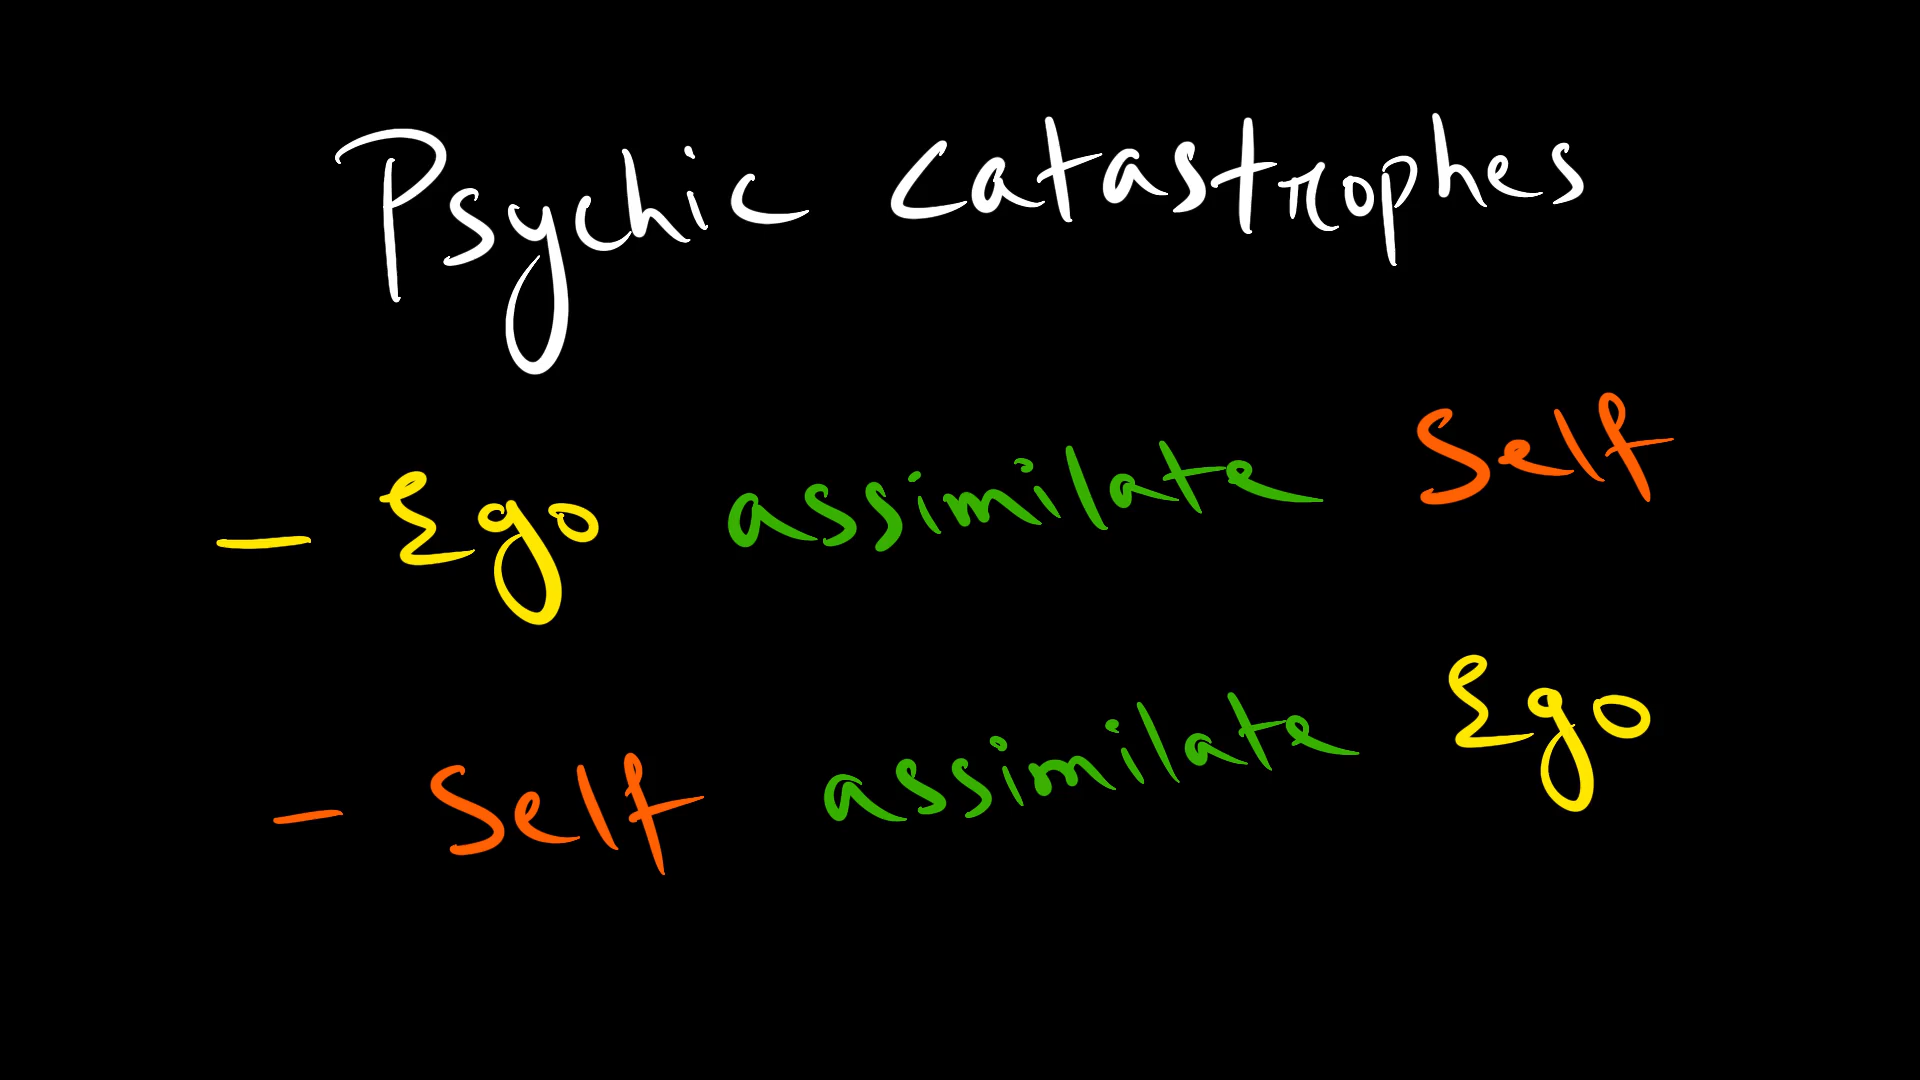 Psychic Catastrophes
- Ego assimilate Self
- Self assimilate Ego